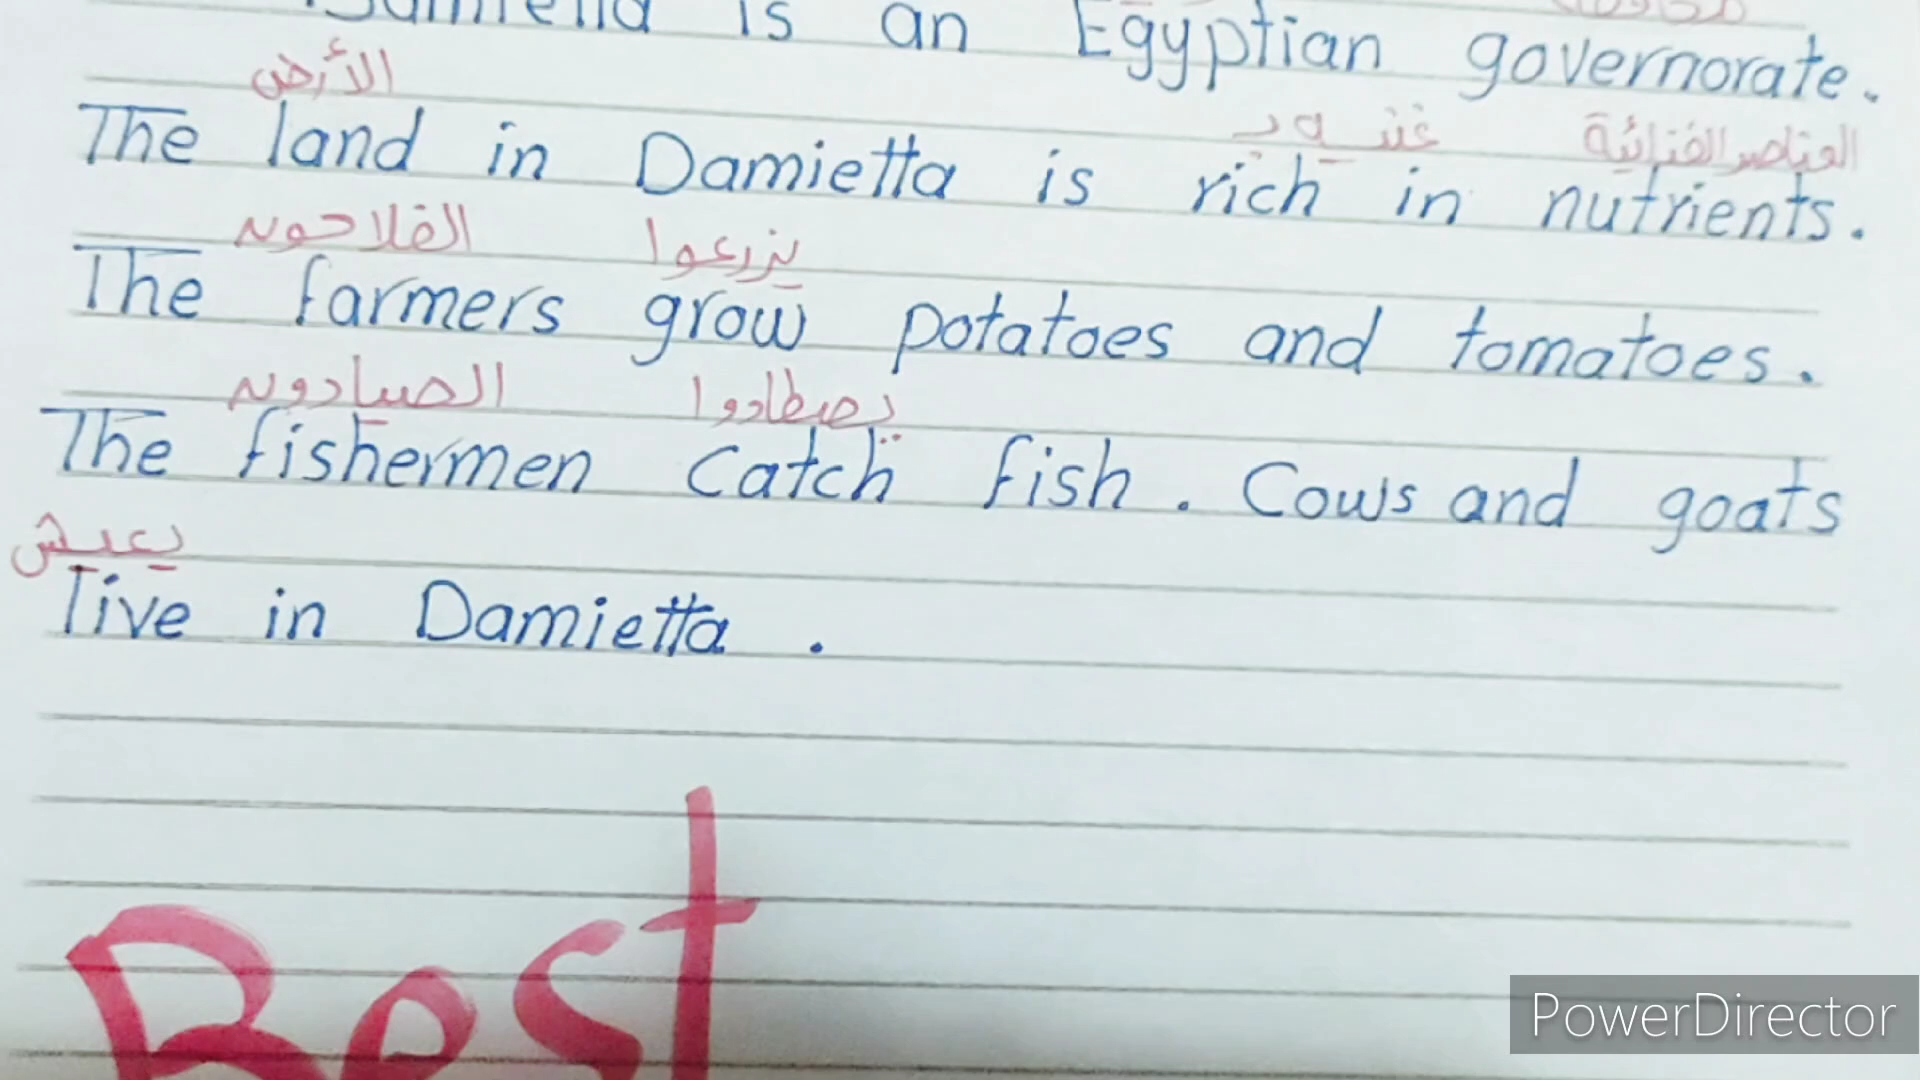 Damietta is an Egyptian governorate.
الأرض
غنية ب العناصر الغذائية
The land in Damietta is rich in nutrients.
الفلاحون يزرعوا
The farmers grow potatoes and tomatoes.
الصيادون يصطادوا
The fishermen catch fish. Cows and goats
يعيش
live in Damietta.
Best
PowerDirector